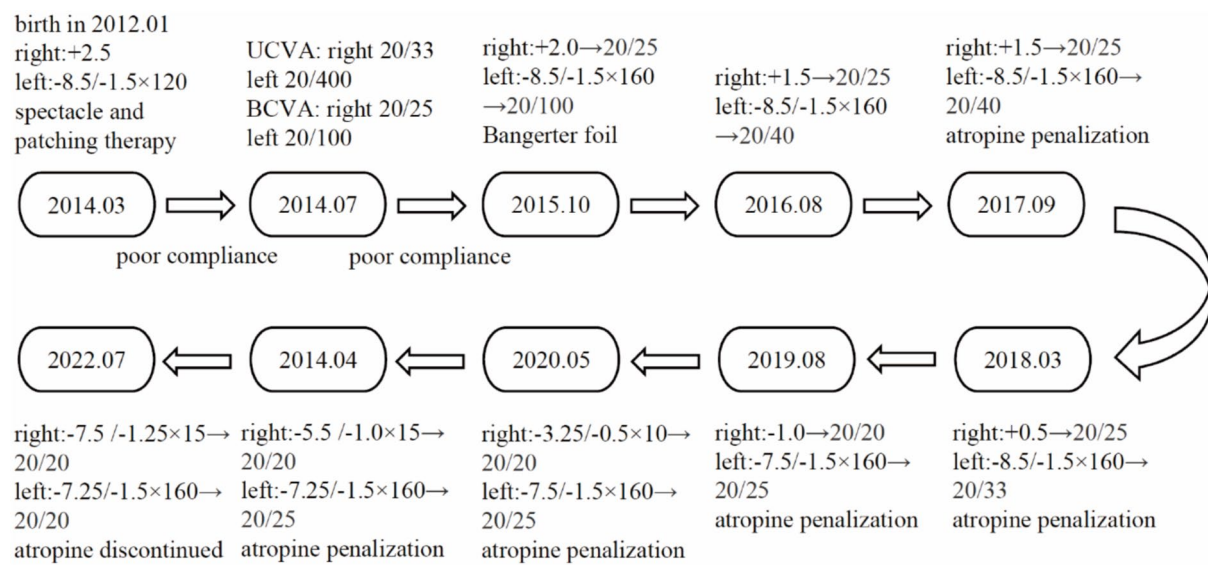 birth in 2012.01
right:+2.5
left:-8.5/-1.5×120
spectacle and
patching therapy
UCVA: right 20/33
left 20/400
BCVA: right 20/25
left 20/100
right:+2.0→20/25
left:-8.5/-1.5×160
→20/100
Bangerter foil
right:+1.5→20/25
left:-8.5/-1.5×160
→20/40
right:+1.5→20/25
left:-8.5/-1.5×160→
20/40
atropine penalization
2014.03
2014.07
2015.10
2016.08
2017.09
poor compliance
poor compliance
2022.07
2014.04
2020.05
2019.08
2018.03
right:-7.5 /-1.25×15→
20/20
left:-7.25/-1.5×160→
20/20
atropine discontinued
right:-5.5 /-1.0×15→
20/20
left:-7.25/-1.5×160→
20/25
atropine penalization
right:-3.25/-0.5×10→
20/20
left:-7.5/-1.5×160→
20/25
atropine penalization
right:-1.0→20/20
left:-7.5/-1.5×160→
20/25
atropine penalization
right:+0.5→20/25
left:-8.5/-1.5×160→
20/33
atropine penalization